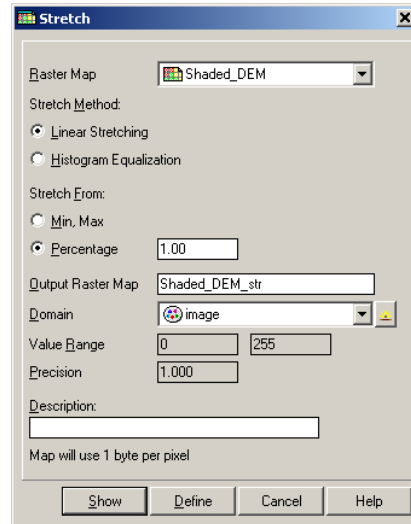 Stretch
Raster Map Shaded_DEM
Stretch Method:
Linear Stretching
Histogram Equalization
Stretch From:
Min, Max
Percentage 1.00
Output Raster Map Shaded_DEM_str
Domain image
Value Range 0 255
Precision 1.000
Description:
Map will use 1 byte per pixel
Show Define Cancel Help